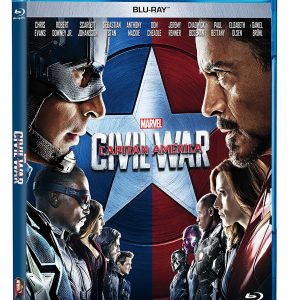 BLU-RAY
CHRIS EVANS
ROBERT DOWNEY JR.
SCARLETT JOHANSSON
SEBASTIAN STAN
ANTHONY MACKIE
DON CHEADLE
JEREMY RENNER
CHADWICK BOSEMAN
PAUL BETTANY
ELIZABETH OLSEN
DANIEL BRÜHL
MARVEL
CIVIL WAR
CAPITÁN AMÉRICA
CIVIL WAR